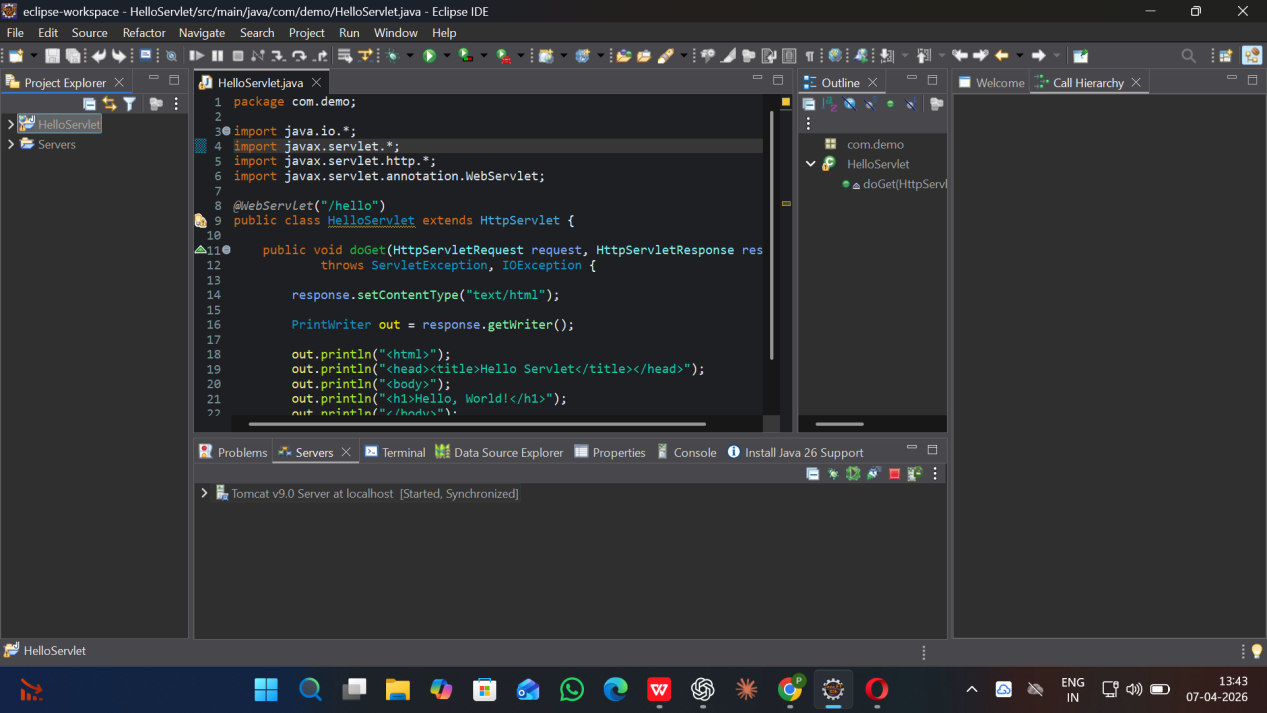 eclipse-workspace - HelloServlet/src/main/java/com/demo/HelloServlet.java - Eclipse IDE
File Edit Source Refactor Navigate Search Project Run Window Help
Project Explorer
HelloServlet
Servers
HelloServlet.java
1 package com.demo;
2
3 import java.io.*;
4 import javax.servlet.*;
5 import javax.servlet.http.*;
6 import javax.servlet.annotation.WebServlet;
7
8 @WebServlet("/hello")
9 public class HelloServlet extends HttpServlet {
10
11 public void doGet(HttpServletRequest request, HttpServletResponse res
12 throws ServletException, IOException {
13
14 response.setContentType("text/html");
15
16 PrintWriter out = response.getWriter();
17
18 out.println("<html>");
19 out.println("<head><title>Hello Servlet</title></head>");
20 out.println("<body>");
21 out.println("<h1>Hello, World!</h1>");
22 out.println("</body>");
Outline
com.demo
HelloServlet
doGet(HttpServl
Welcome Call Hierarchy
Problems Servers Terminal Data Source Explorer Properties Console Install Java 26 Support
Tomcat v9.0 Server at localhost [Started, Synchronized]
HelloServlet
ENG
IN
13:43
07-04-2026